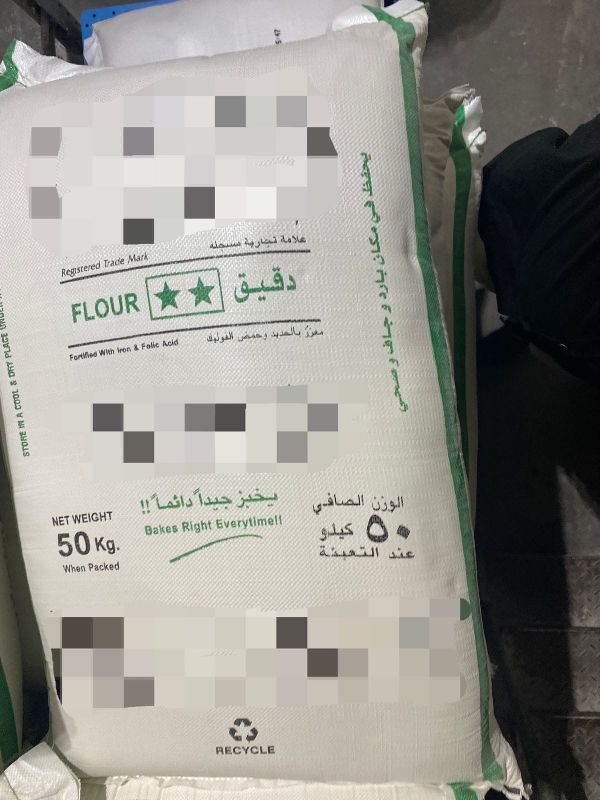 علامة تجارية مسجله
Registered Trade Mark
FLOUR دقيق
Fortified With Iron & Folic Acid معزز بالحديد وحمض الفوليك
يحفظ في مكان بارد و جاف و صحي
STORE IN A COOL & DRY PLACE UNDER
يخبز جيداً دائماً !!
Bakes Right Everytime!!
NET WEIGHT
50 Kg.
When Packed
الوزن الصافي
٥٠ كيلو
عند التعبئة
RECYCLE